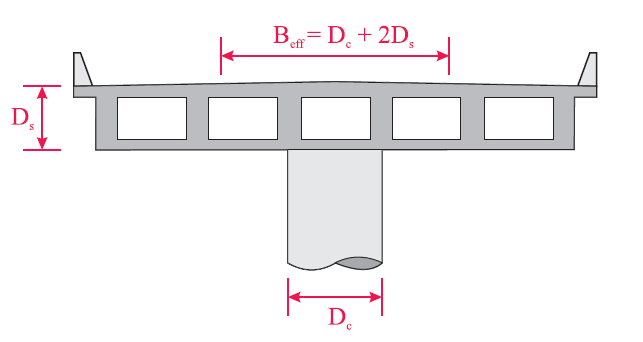 B_eff = D_c + 2D_s
D_s
D_c